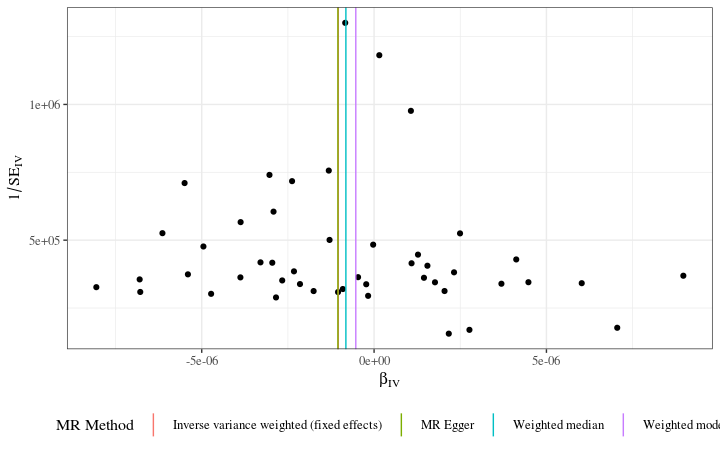 1e+06
5e+05
1/SE_IV
-5e-06 0e+00 5e-06
β_IV
MR Method Inverse variance weighted (fixed effects) MR Egger Weighted median Weighted mode